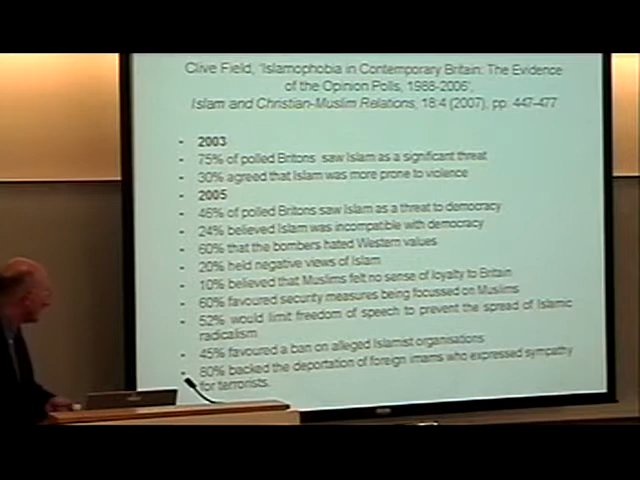 Clive Field, 'Islamophobia in Contemporary Britain: The Evidence
of the Opinion Polls, 1988-2006',
Islam and Christian-Muslim Relations, 18:4 (2007), pp. 447-477
- 2003
- 75% of polled Britons saw Islam as a significant threat
- 30% agreed that Islam was more prone to violence
- 2005
- 46% of polled Britons saw Islam as a threat to democracy
- 24% believed Islam was incompatible with democracy
- 60% that the bombers hated Western values
- 20% held negative views of Islam
- 10% believed that Muslims felt no sense of loyalty to Britain
- 60% favoured security measures being focussed on Muslims
- 52% would limit freedom of speech to prevent the spread of Islamic
radicalism
- 45% favoured a ban on alleged Islamist organisations
- 80% backed the deportation of foreign imams who expressed sympathy
for terrorists.